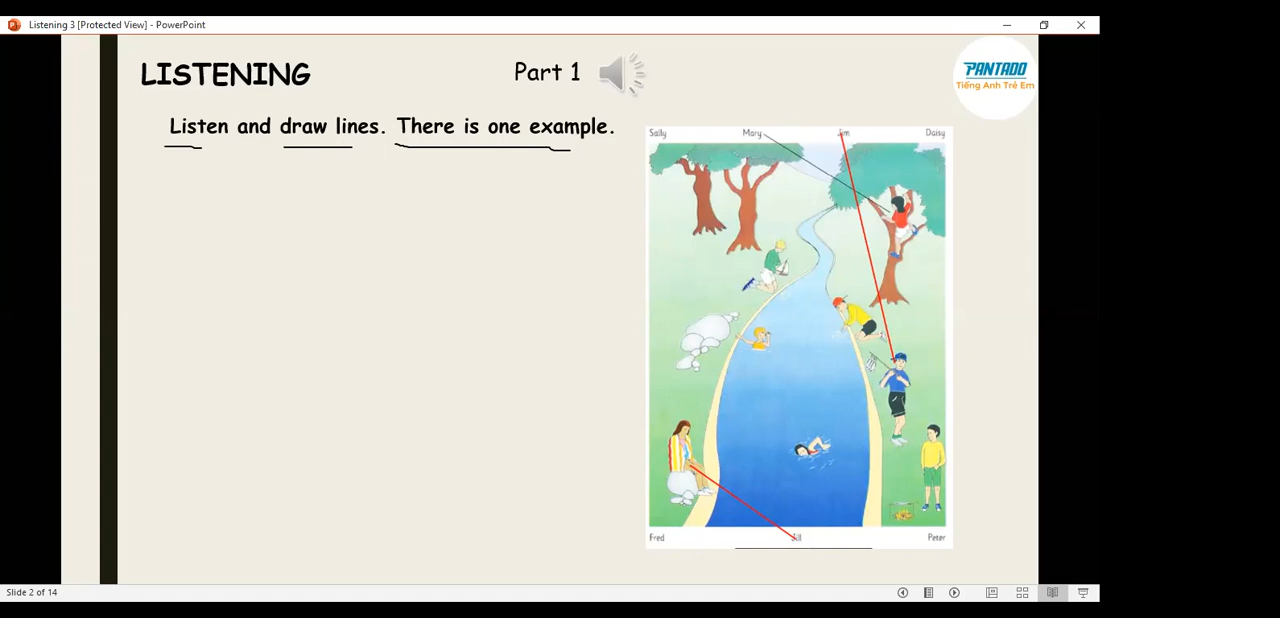 Listening 3 [Protected View] - PowerPoint
LISTENING
Part 1
PANTADO
Tiếng Anh Trẻ Em
Listen and draw lines. There is one example.
Sally Mary Jim Daisy
Fred Jill Peter
Slide 2 of 14